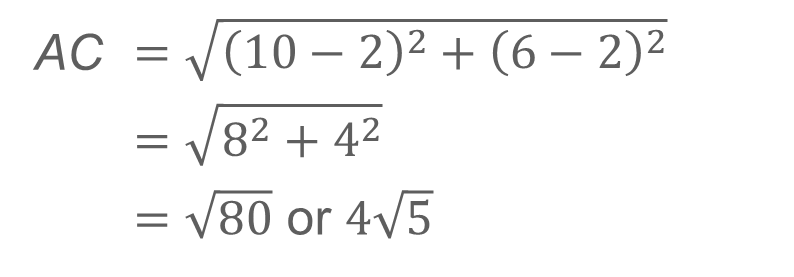 AC = √(10 − 2)² + (6 − 2)²
= √8² + 4²
= √80 or 4√5